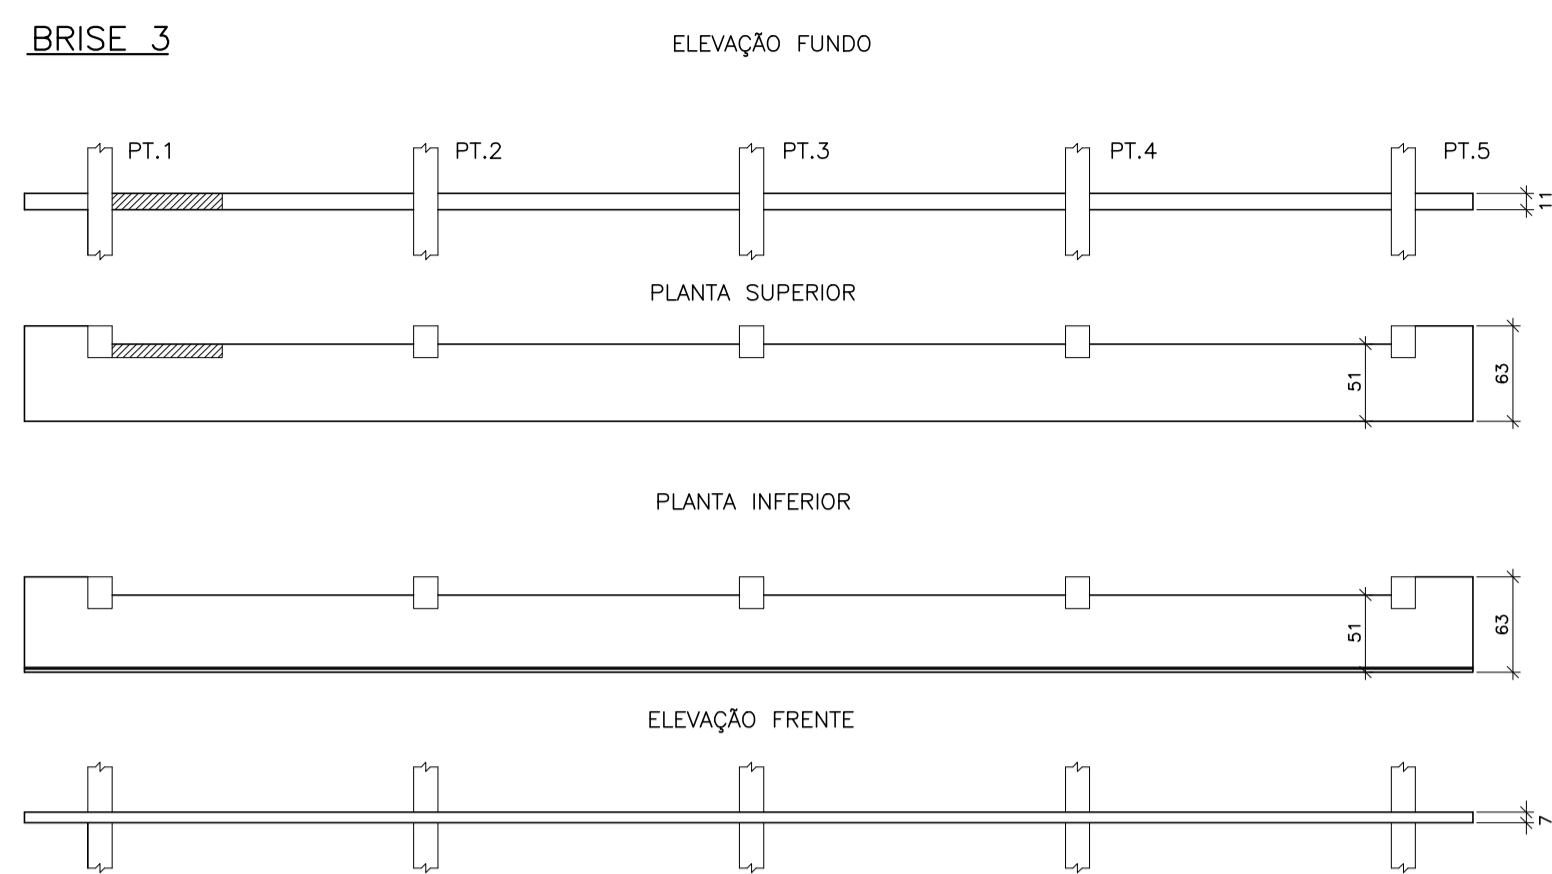 BRISE 3
ELEVAÇÃO FUNDO
PT.1
PT.2
PT.3
PT.4
PT.5
11
PLANTA SUPERIOR
51
63
PLANTA INFERIOR
51
63
ELEVAÇÃO FRENTE
7